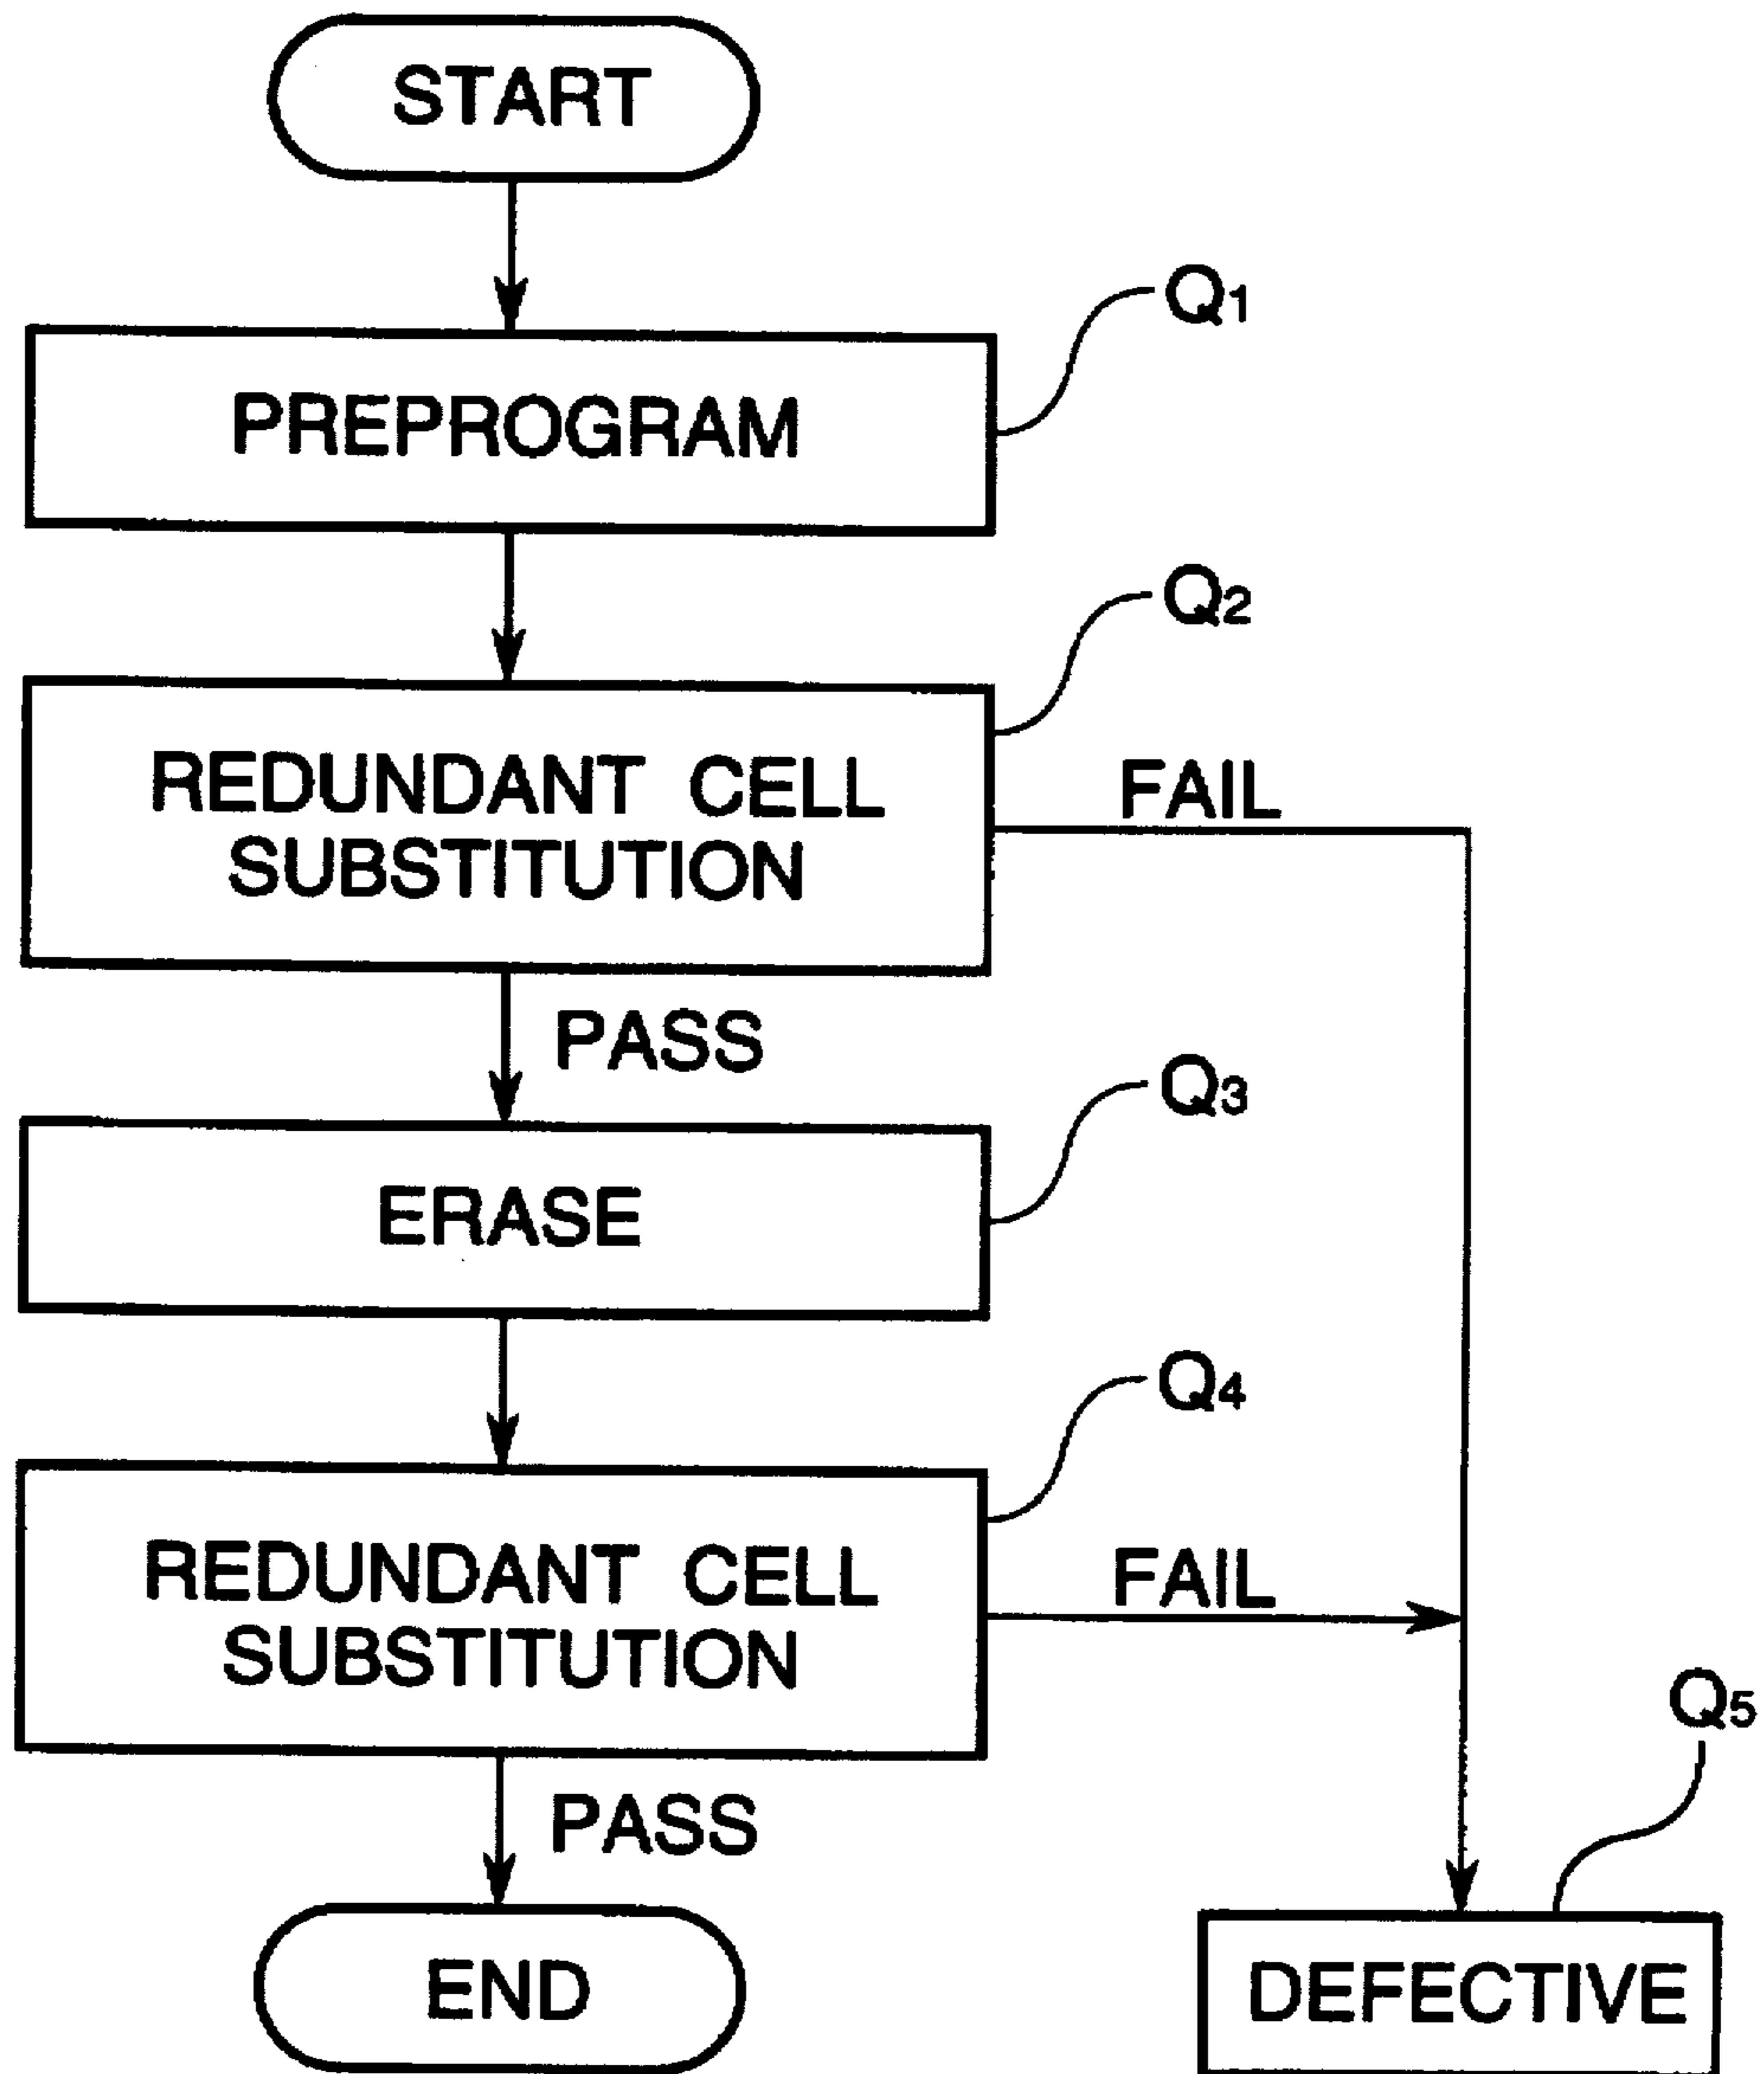 START
Q1
PREPROGRAM
Q2
REDUNDANT CELL
SUBSTITUTION
FAIL
PASS
Q3
ERASE
Q4
REDUNDANT CELL
SUBSTITUTION
FAIL
Q5
PASS
END
DEFECTIVE